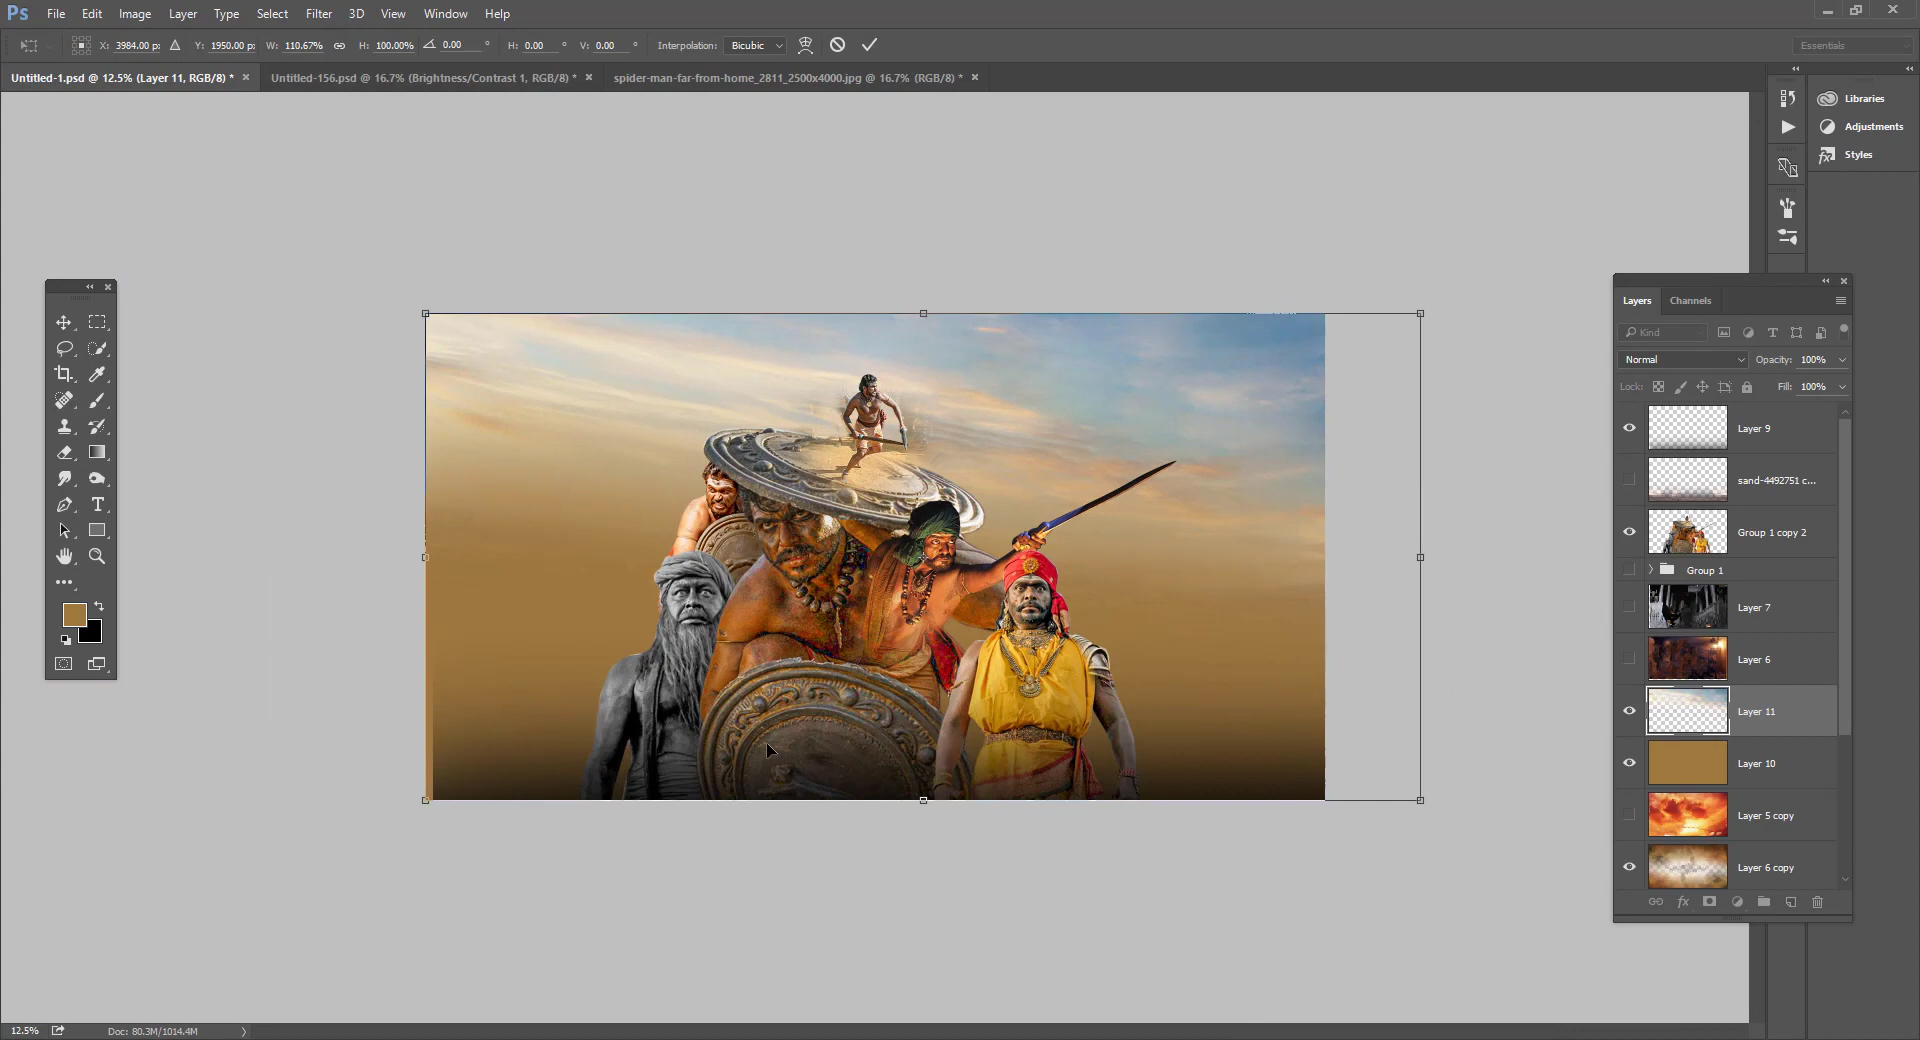 Ps File Edit Image Layer Type Select Filter 3D View Window Help
X: 3984.00 p: Y: 1950.00 p: W: 110.67% H: 100.00% 0.00 ° H: 0.00 ° V: 0.00 ° Interpolation: Bicubic Essentials
Untitled-1.psd @ 12.5% (Layer 11, RGB/8) * × Untitled-156.psd @ 16.7% (Brightness/Contrast 1, RGB/8) * × spider-man-far-from-home_2811_2500x4000.jpg @ 16.7% (RGB/8) * ×
Libraries
Adjustments
Styles
Layers Channels
Kind
Normal Opacity: 100%
Lock: Fill: 100%
Layer 9
sand-4492751 c...
Group 1 copy 2
Group 1
Layer 7
Layer 6
Layer 11
Layer 10
Layer 5 copy
Layer 6 copy
fx
12.5% Doc: 80.3M/1014.4M